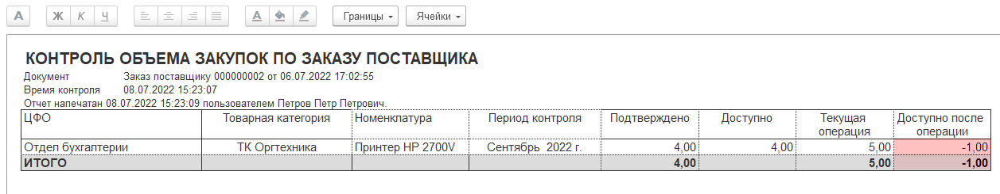 А Ж К Ч А Границы Ячейки
КОНТРОЛЬ ОБЪЕМА ЗАКУПОК ПО ЗАКАЗУ ПОСТАВЩИКА
Документ Заказ поставщику 000000002 от 06.07.2022 17:02:55
Время контроля 08.07.2022 15:23:07
Отчет напечатан 08.07.2022 15:23:09 пользователем Петров Петр Петрович.
ЦФО Товарная категория Номенклатура Период контроля Подтверждено Доступно Текущая Доступно после
операция операции
Отдел бухгалтерии ТК Оргтехника Принтер HP 2700V Сентябрь 2022 г. 4,00 4,00 5,00 -1,00
ИТОГО 4,00 5,00 -1,00